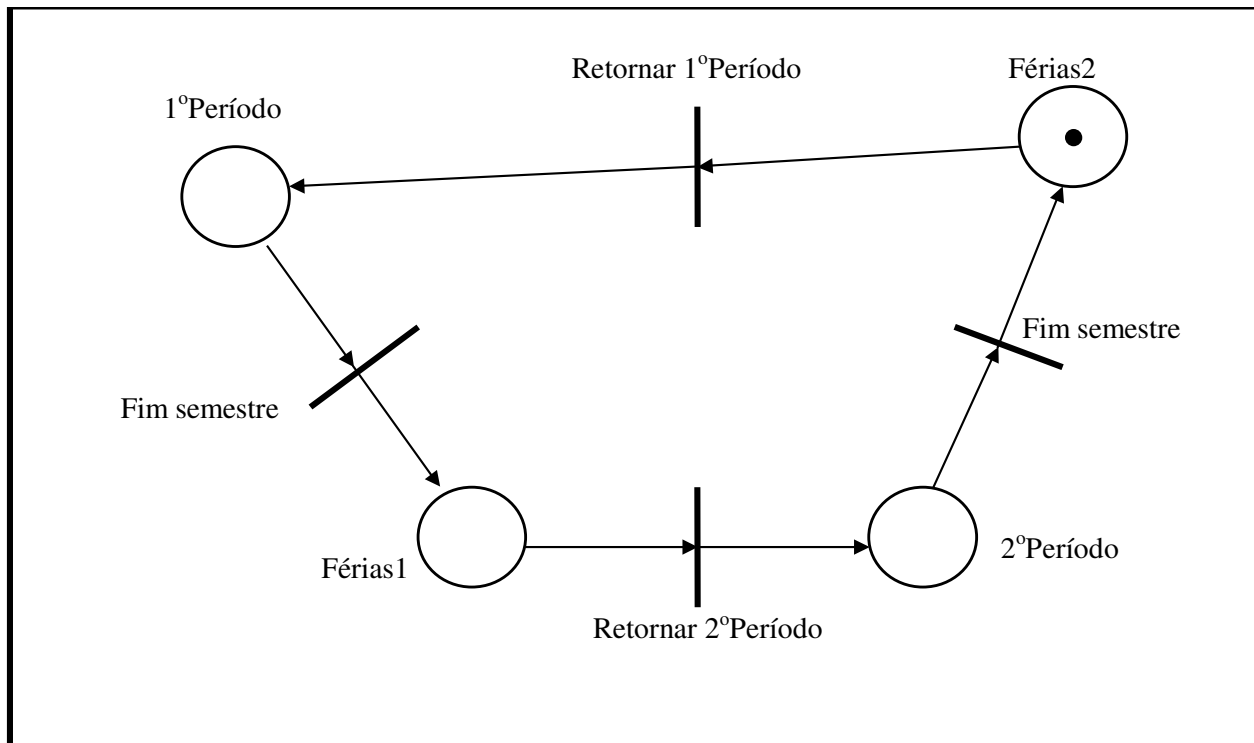 Retornar 1ºPeríodo
Férias2
1ºPeríodo
Fim semestre
Fim semestre
Férias1
2ºPeríodo
Retornar 2ºPeríodo